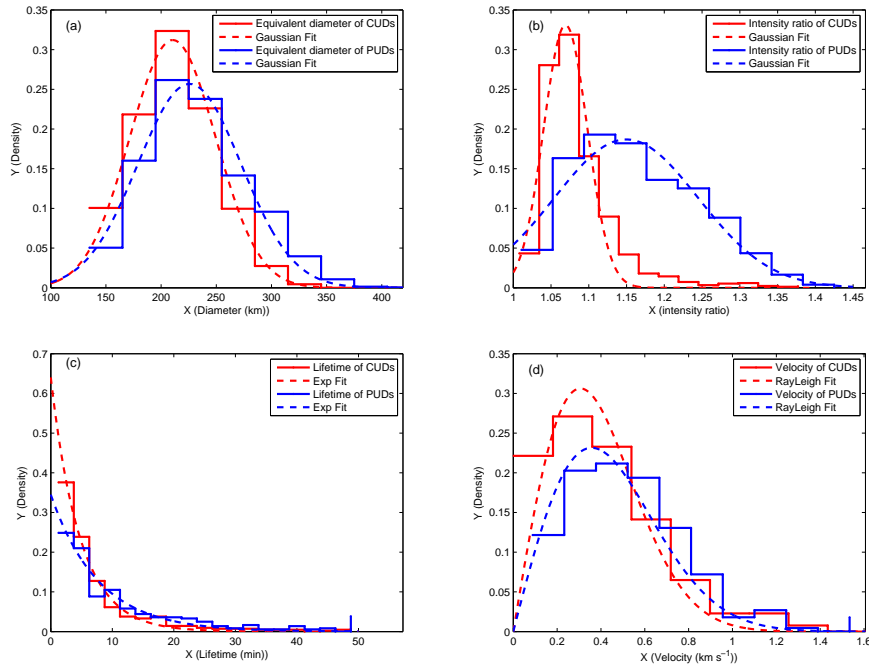 (a)
Equivalent diameter of CUDs
Gaussian Fit
Equivalent diameter of PUDs
Gaussian Fit
Y (Density)
0.35
0.3
0.25
0.2
0.15
0.1
0.05
0
100 150 200 250 300 350 400
X (Diameter (km))
(b)
Intensity ratio of CUDs
Gaussian Fit
Intensity ratio of PUDs
Gaussian Fit
Y (Density)
0.35
0.3
0.25
0.2
0.15
0.1
0.05
0
1 1.05 1.1 1.15 1.2 1.25 1.3 1.35 1.4 1.45
X (intensity ratio)
(c)
Lifetime of CUDs
Exp Fit
Lifetime of PUDs
Exp Fit
Y (Density)
0.7
0.6
0.5
0.4
0.3
0.2
0.1
0
0 10 20 30 40 50
X (Lifetime (min))
(d)
Velocity of CUDs
RayLeigh Fit
Velocity of PUDs
RayLeigh Fit
Y (Density)
0.35
0.3
0.25
0.2
0.15
0.1
0.05
0
0 0.2 0.4 0.6 0.8 1 1.2 1.4 1.6
X (Velocity (km s⁻¹))